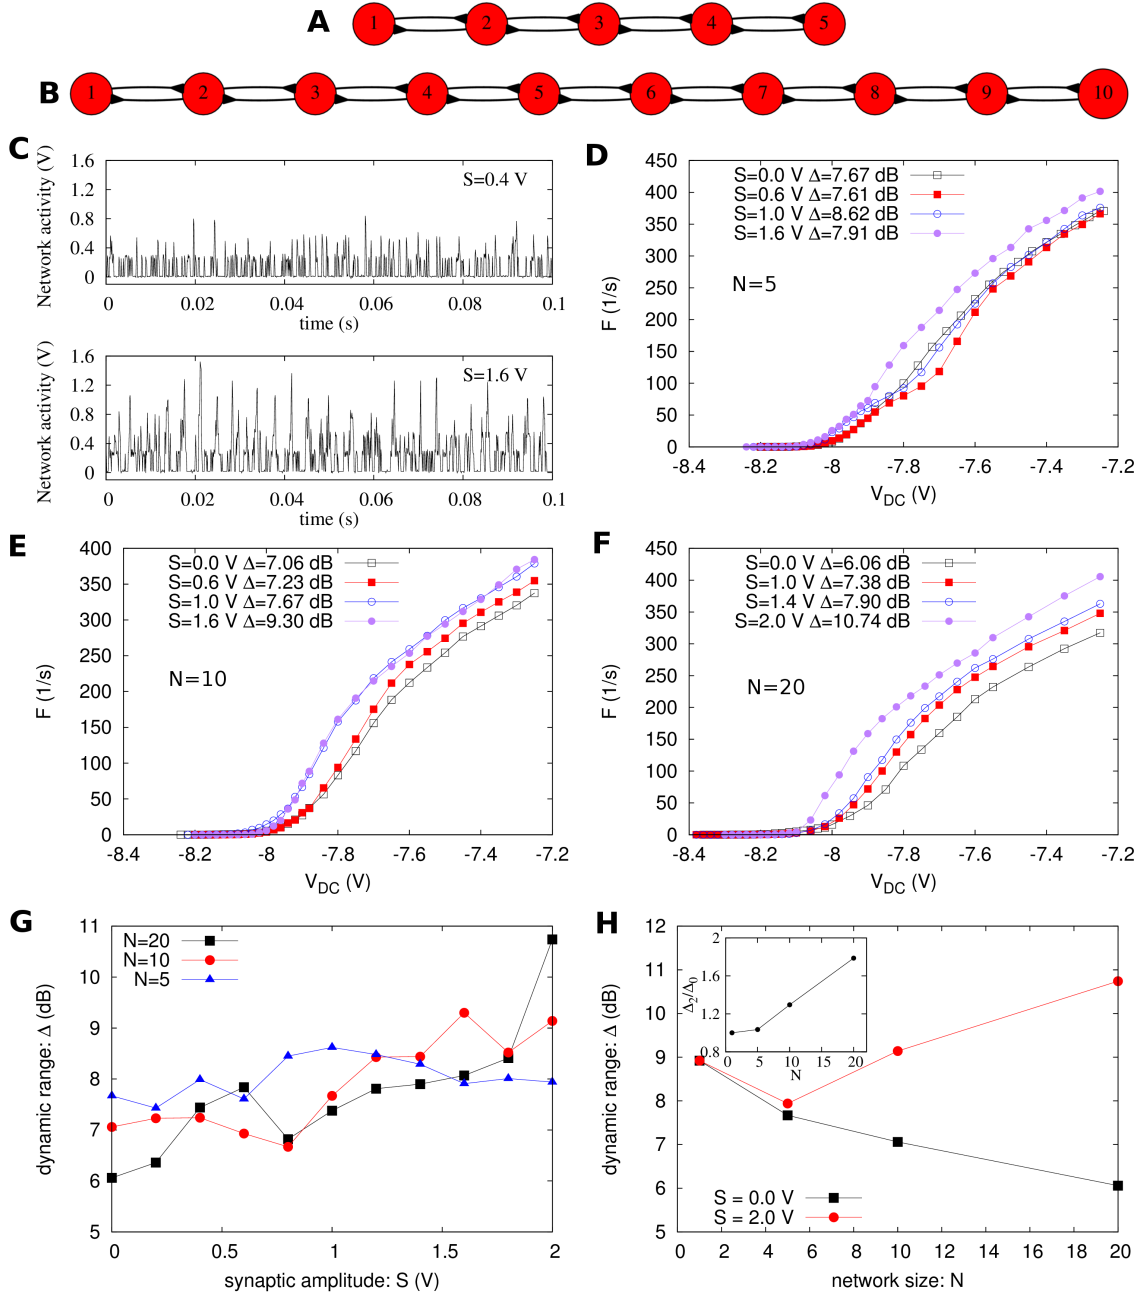 A
1 2 3 4 5
B
1 2 3 4 5 6 7 8 9 10
C
Network activity (V)
1.6
1.2
0.8
0.4
0
S=0.4 V
0 0.02 0.04 0.06 0.08 0.1
time (s)
Network activity (V)
1.6
1.2
0.8
0.4
0
S=1.6 V
0 0.02 0.04 0.06 0.08 0.1
time (s)
D
F (1/s)
450
400
350
300
250
200
150
100
50
0
S=0.0 V Δ=7.67 dB
S=0.6 V Δ=7.61 dB
S=1.0 V Δ=8.62 dB
S=1.6 V Δ=7.91 dB
N=5
-8.4 -8.2 -8 -7.8 -7.6 -7.4 -7.2
VDC (V)
E
F (1/s)
400
350
300
250
200
150
100
50
0
S=0.0 V Δ=7.06 dB
S=0.6 V Δ=7.23 dB
S=1.0 V Δ=7.67 dB
S=1.6 V Δ=9.30 dB
N=10
-8.4 -8.2 -8 -7.8 -7.6 -7.4 -7.2
VDC (V)
F
F (1/s)
450
400
350
300
250
200
150
100
50
0
S=0.0 V Δ=6.06 dB
S=1.0 V Δ=7.38 dB
S=1.4 V Δ=7.90 dB
S=2.0 V Δ=10.74 dB
N=20
-8.4 -8.2 -8 -7.8 -7.6 -7.4 -7.2
VDC (V)
G
dynamic range: Δ (dB)
11
10
9
8
7
6
5
N=20
N=10
N=5
0 0.5 1 1.5 2
synaptic amplitude: S (V)
H
dynamic range: Δ (dB)
12
11
10
9
8
7
6
5
Δ2/Δ0
2
1.6
1.2
0.8
0 5 10 15 20
N
S = 0.0 V
S = 2.0 V
0 2 4 6 8 10 12 14 16 18 20
network size: N